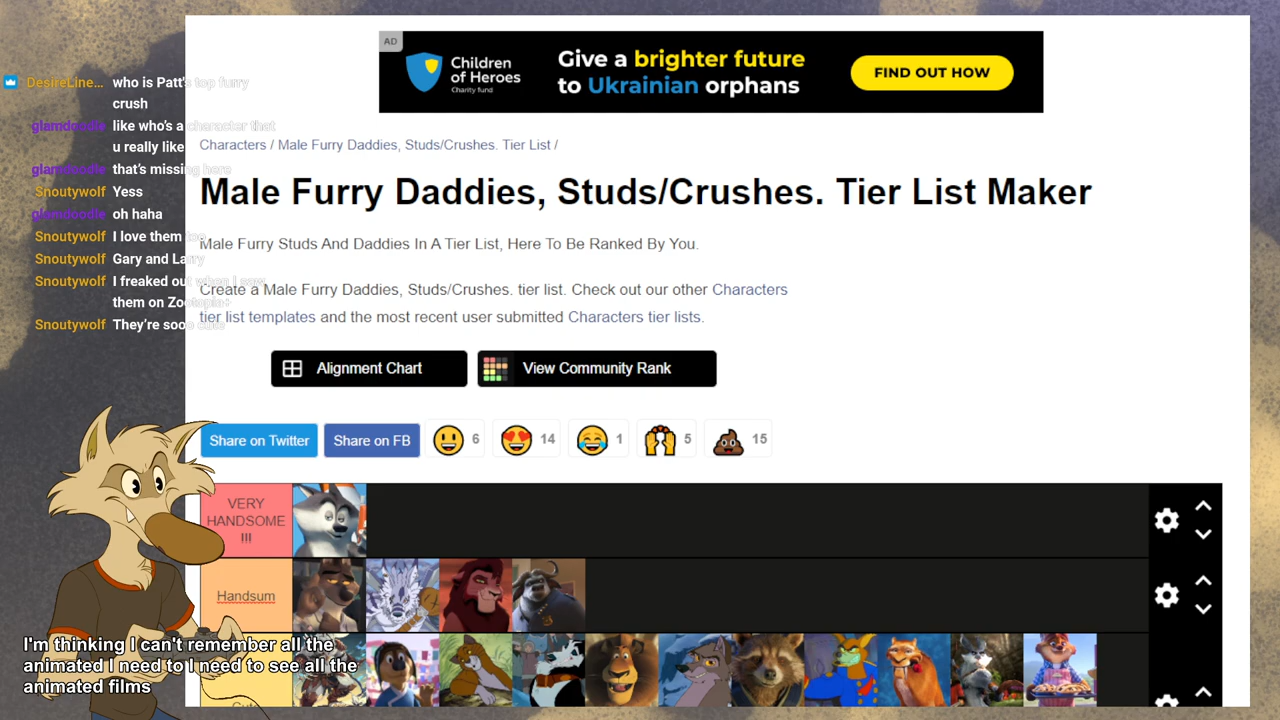 AD
Children
of Heroes
Charity fund
Give a brighter future
to Ukrainian orphans
FIND OUT HOW
DesireLine... who is Patt's top furry
crush
glamdoodle like who's a character that
u really like
glamdoodle that's missing here
Snoutywolf Yess
glamdoodle oh haha
Snoutywolf I love them too
Snoutywolf Gary and Larry
Snoutywolf I freaked out when I saw
them on Zootopia+
Snoutywolf They're sooo cute
Characters / Male Furry Daddies, Studs/Crushes. Tier List /
Male Furry Daddies, Studs/Crushes. Tier List Maker
Male Furry Studs And Daddies In A Tier List, Here To Be Ranked By You.
Create a Male Furry Daddies, Studs/Crushes. tier list. Check out our other Characters
tier list templates and the most recent user submitted Characters tier lists.
Alignment Chart
View Community Rank
Share on Twitter
Share on FB
6
14
1
5
15
VERY
HANDSOME
!!!
Handsum
I'm thinking I can't remember all the
animated I need to I need to see all the
animated films